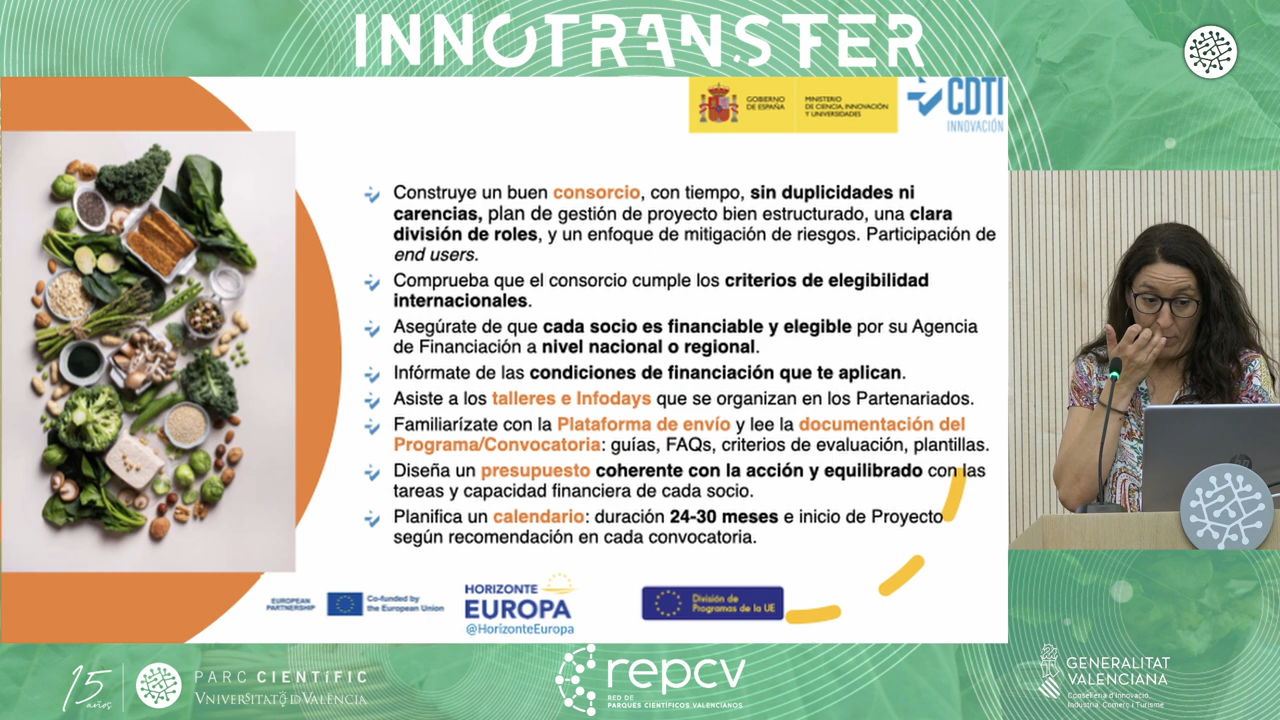 INNOTRANSFER
GOBIERNO
DE ESPAÑA
MINISTERIO
DE CIENCIA, INNOVACIÓN
Y UNIVERSIDADES
CDTI
INNOVACIÓN
Construye un buen consorcio, con tiempo, sin duplicidades ni
carencias, plan de gestión de proyecto bien estructurado, una clara
división de roles, y un enfoque de mitigación de riesgos. Participación de
end users.
Comprueba que el consorcio cumple los criterios de elegibilidad
internacionales.
Asegúrate de que cada socio es financiable y elegible por su Agencia
de Financiación a nivel nacional o regional.
Infórmate de las condiciones de financiación que te aplican.
Asiste a los talleres e Infodays que se organizan en los Partenariados.
Familiarízate con la Plataforma de envío y lee la documentación del
Programa/Convocatoria: guías, FAQs, criterios de evaluación, plantillas.
Diseña un presupuesto coherente con la acción y equilibrado con las
tareas y capacidad financiera de cada socio.
Planifica un calendario: duración 24-30 meses e inicio de Proyecto
según recomendación en cada convocatoria.
EUROPEAN
PARTNERSHIP
Co-funded by
the European Union
HORIZONTE
EUROPA
@HorizonteEuropa
División de
Programas de la UE
15
años
PARC CIENTÍFIC
VNIVERSITATӦIDVALÈNCIA
repcv
RED DE
PARQUES CIENTÍFICOS VALENCIANOS
GENERALITAT
VALENCIANA
Conselleria d'Innovació,
Indústria, Comerç i Turisme